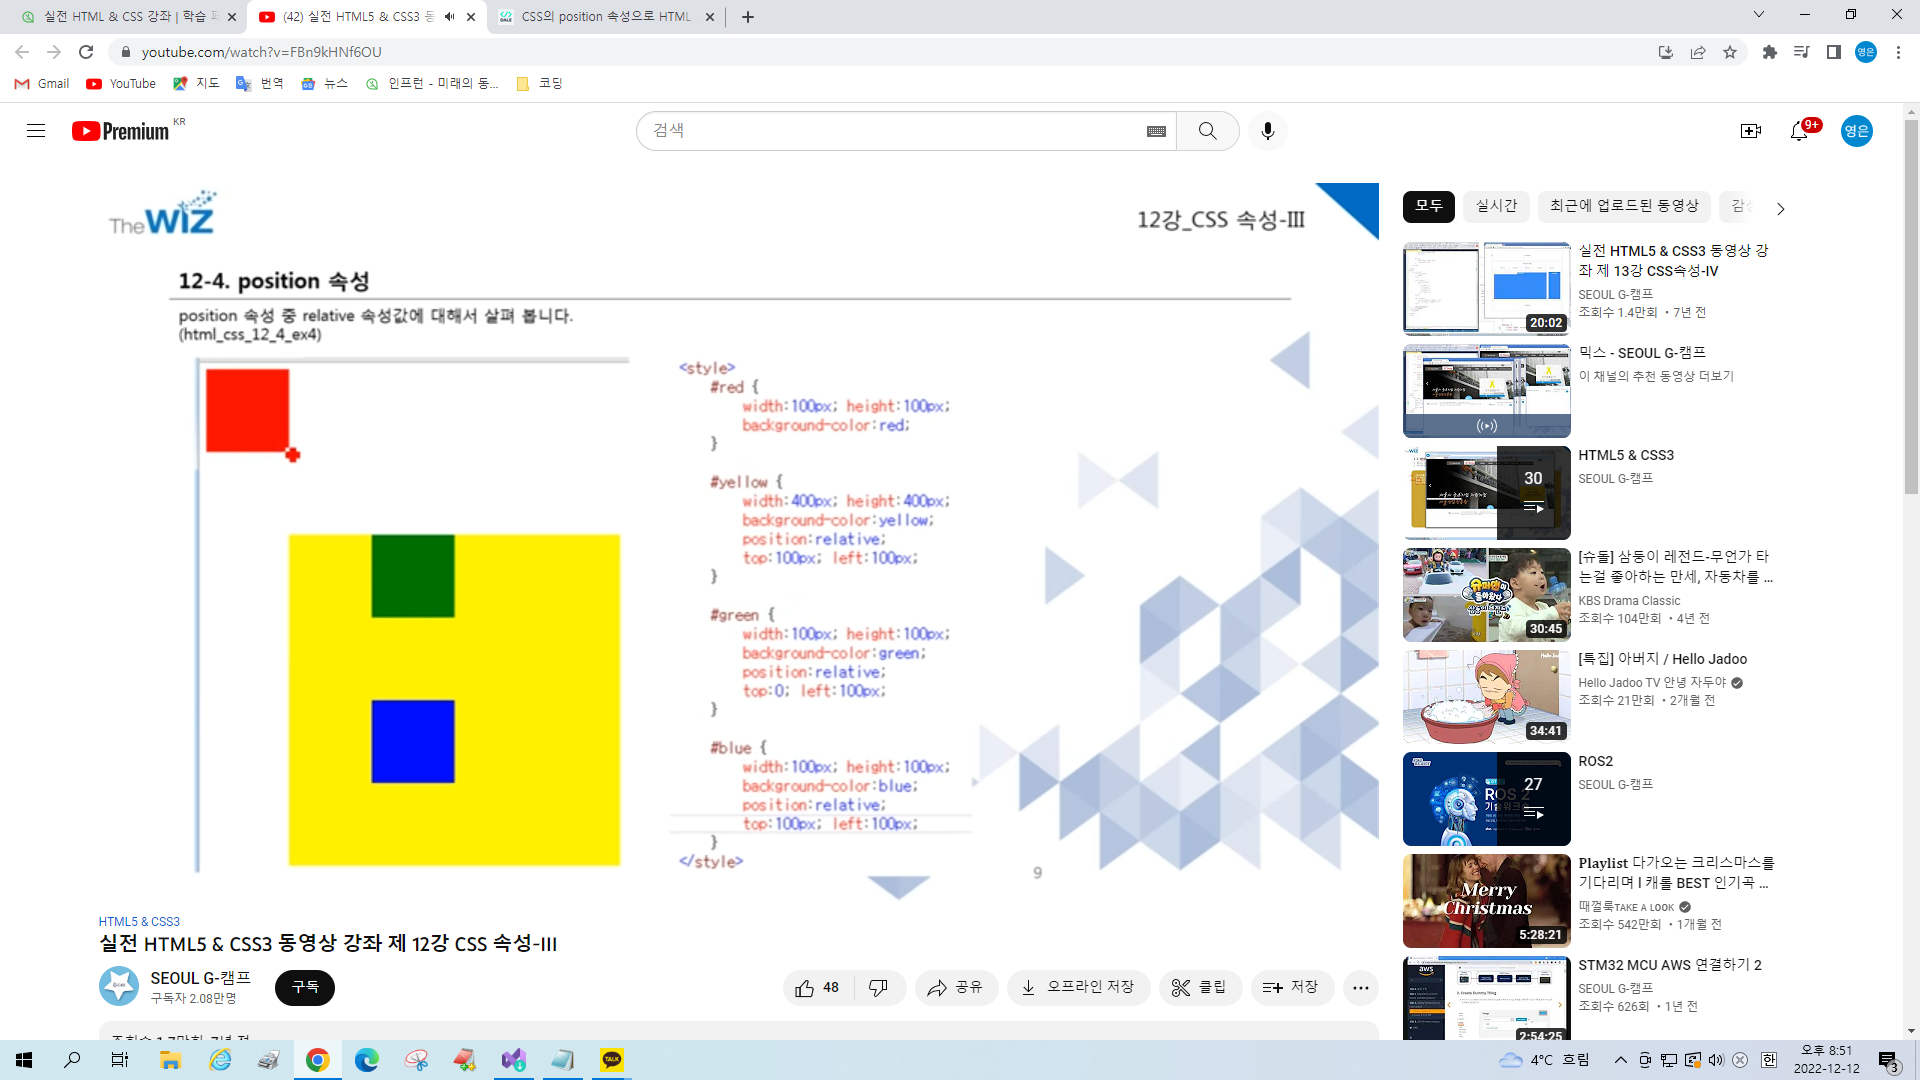 실전 HTML & CSS 강좌 | 학습 페
(42) 실전 HTML5 & CSS3 동
CSS의 position 속성으로 HTML
youtube.com/watch?v=FBn9kHNf6OU
영은
Gmail
YouTube
지도
번역
뉴스
인프런 - 미래의 동...
코딩
Premium KR
검색
9+
영은
TheWIZ
12강_CSS 속성-III
12-4. position 속성
position 속성 중 relative 속성값에 대해서 살펴 봅니다.
(html_css_12_4_ex4)
<style>
#red {
width:100px; height:100px;
background-color:red;
}
#yellow {
width:400px; height:400px;
background-color:yellow;
position:relative;
top:100px; left:100px;
}
#green {
width:100px; height:100px;
background-color:green;
position:relative;
top:0; left:100px;
}
#blue {
width:100px; height:100px;
background-color:blue;
position:relative;
top:100px; left:100px;
}
</style>
9
HTML5 & CSS3
실전 HTML5 & CSS3 동영상 강좌 제 12강 CSS 속성-III
SEOUL G-캠프
구독자 2.08만명
구독
48
공유
오프라인 저장
클립
저장
조회수 1.7만회 7년 전
모두
실시간
최근에 업로드된 동영상
감상
실전 HTML5 & CSS3 동영상 강
좌 제 13강 CSS속성-IV
SEOUL G-캠프
조회수 1.4만회 · 7년 전
20:02
믹스 - SEOUL G-캠프
이 채널의 추천 동영상 더보기
HTML5 & CSS3
SEOUL G-캠프
30
[슈돌] 삼둥이 레전드-무언가 타
는걸 좋아하는 만세, 자동차를 ...
KBS Drama Classic
조회수 104만회 · 4년 전
30:45
[특집] 아버지 / Hello Jadoo
Hello Jadoo TV 안녕 자두야
조회수 21만회 · 2개월 전
34:41
ROS2
SEOUL G-캠프
27
ROS 2
Playlist 다가오는 크리스마스를
기다리며 l 캐롤 BEST 인기곡 ...
때껄룩TAKE A LOOK
조회수 542만회 · 1개월 전
Merry
Christmas
5:28:21
STM32 MCU AWS 연결하기 2
SEOUL G-캠프
조회수 626회 · 1년 전
aws
2:54:25
TALK
4°C 흐림
한
오후 8:51
2022-12-12
3